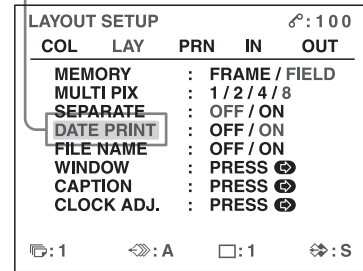 LAYOUT SETUP :100
COL LAY PRN IN OUT
MEMORY : FRAME / FIELD
MULTI PIX : 1 / 2 / 4 / 8
SEPARATE : OFF / ON
DATE PRINT : OFF / ON
FILE NAME : OFF / ON
WINDOW : PRESS
CAPTION : PRESS
CLOCK ADJ. : PRESS
:1 :A :1 :S